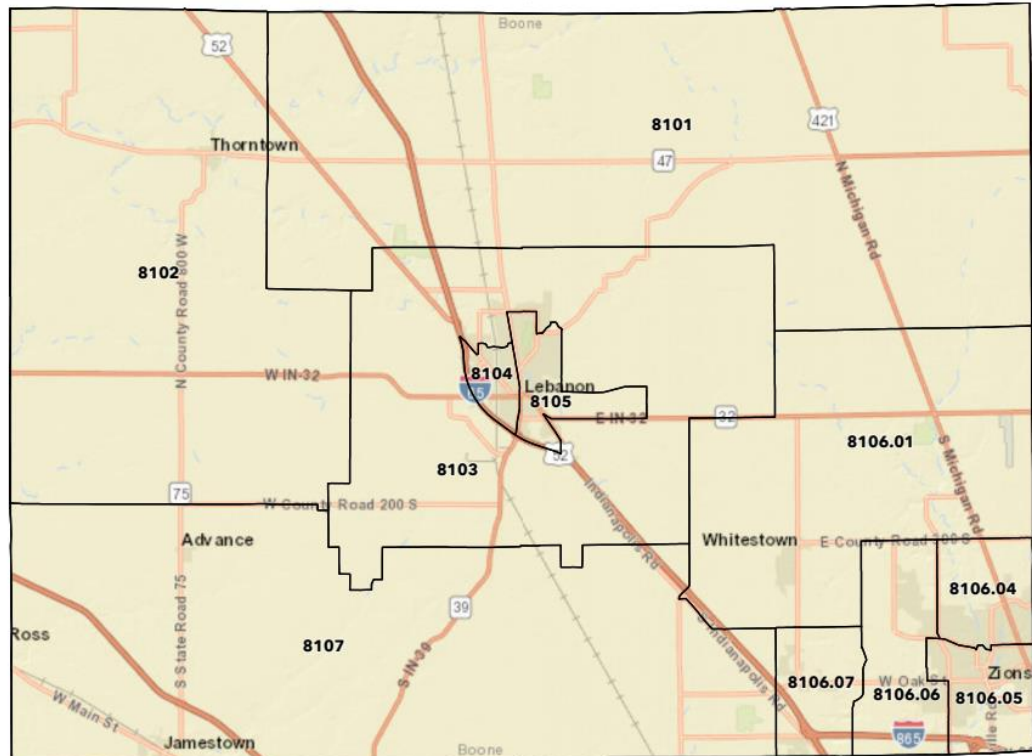 Boone
52
8101
421
Thorntown
47
N Michigan Rd
8102
N County Road 800 W
W IN-32
8104
65
Lebanon
8105
E IN-32
32
8106.01
S Michigan Rd
8103
52
75
W County Road 200 S
Indianapolis Rd
Advance
Whitestown
E County Road 300 S
8106.04
S State Road 75
39
S Indianapolis Rd
Ross
8107
S IN-39
Zions
8106.07
W Oak St
8106.06
8106.05
W Main St
865
Jamestown
Boone